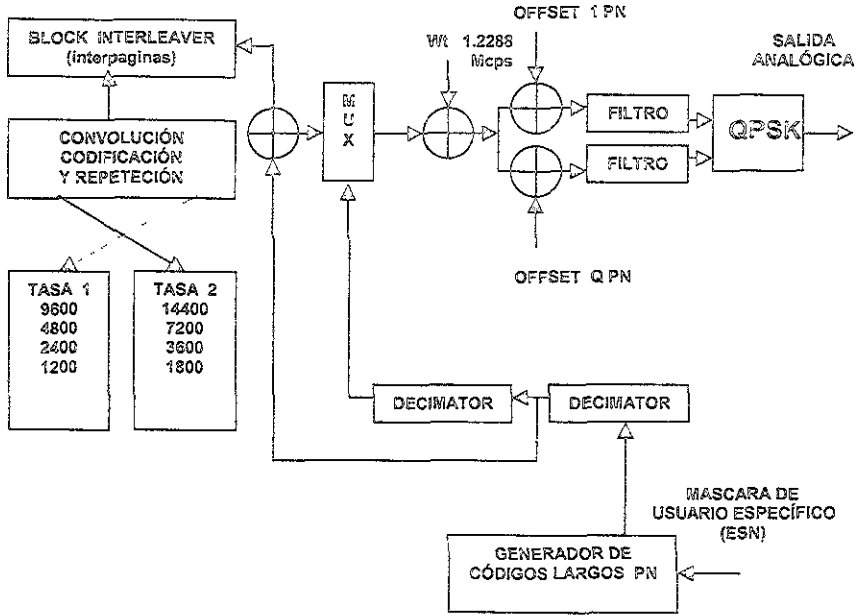 OFFSET 1 PN
BLOCK INTERLEAVER
(interpaginas)
Wt 1.2288
Mcps
SALIDA
ANALÓGICA
MUX
FILTRO
QPSK
FILTRO
CONVOLUCIÓN
CODIFICACIÓN
Y REPETECIÓN
OFFSET Q PN
TASA 1
9600
4800
2400
1200
TASA 2
14400
7200
3600
1800
DECIMATOR
DECIMATOR
MASCARA DE
USUARIO ESPECÍFICO
(ESN)
GENERADOR DE
CÓDIGOS LARGOS PN